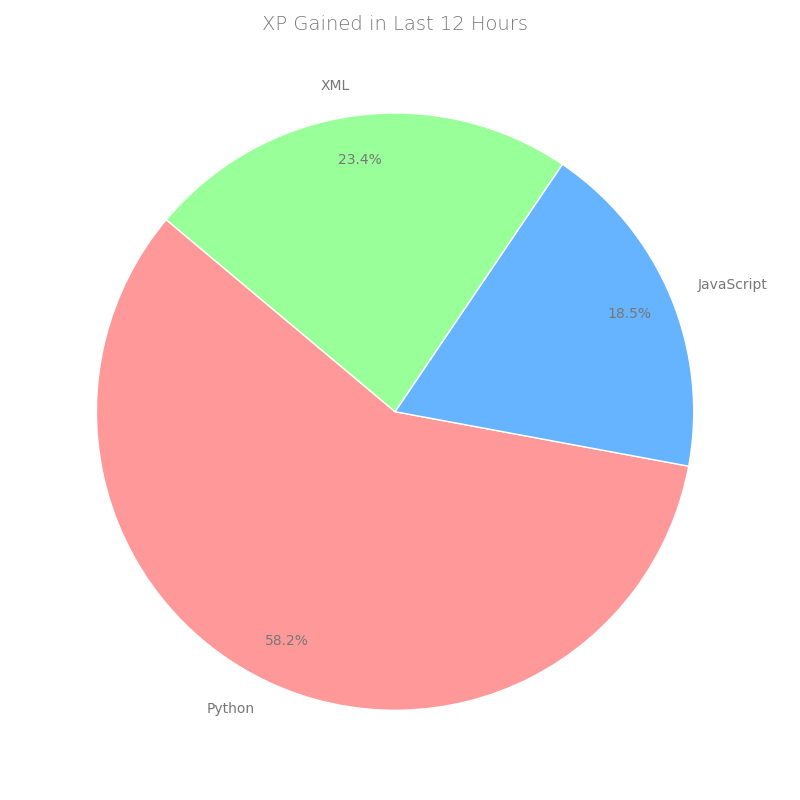 XP Gained in Last 12 Hours
XML
23.4%
JavaScript
18.5%
58.2%
Python